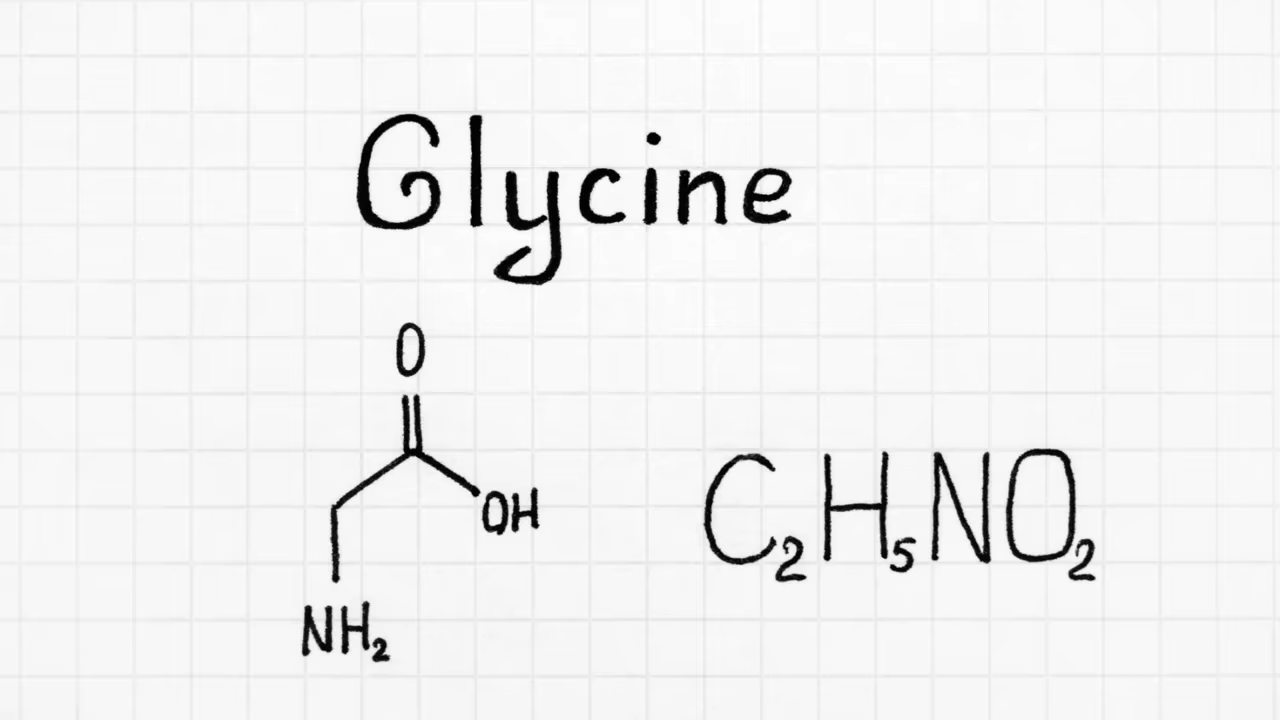 Glycine
O
OH
C₂H₅NO₂
NH₂